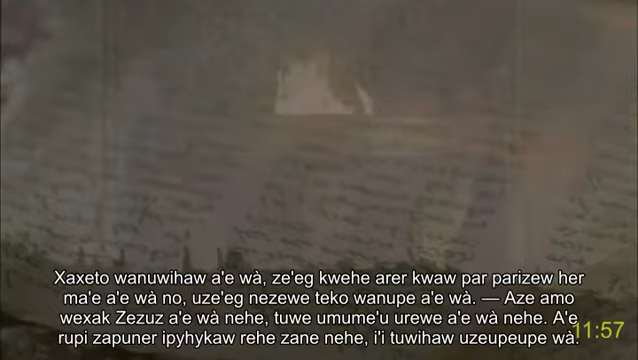 Xaxeto wanuwihaw a'e wà, ze'eg kwehe arer kwaw par parizew her
ma'e a'e wà no, uze'eg nezewe teko wanupe a'e wà. — Aze amo
wexak Zezuz a'e wà nehe, tuwe umume'u urewe a'e wà nehe. A'e
rupi zapuner ipyhykaw rehe zane nehe, i'i tuwihaw uzeupeupe wà.
11:57